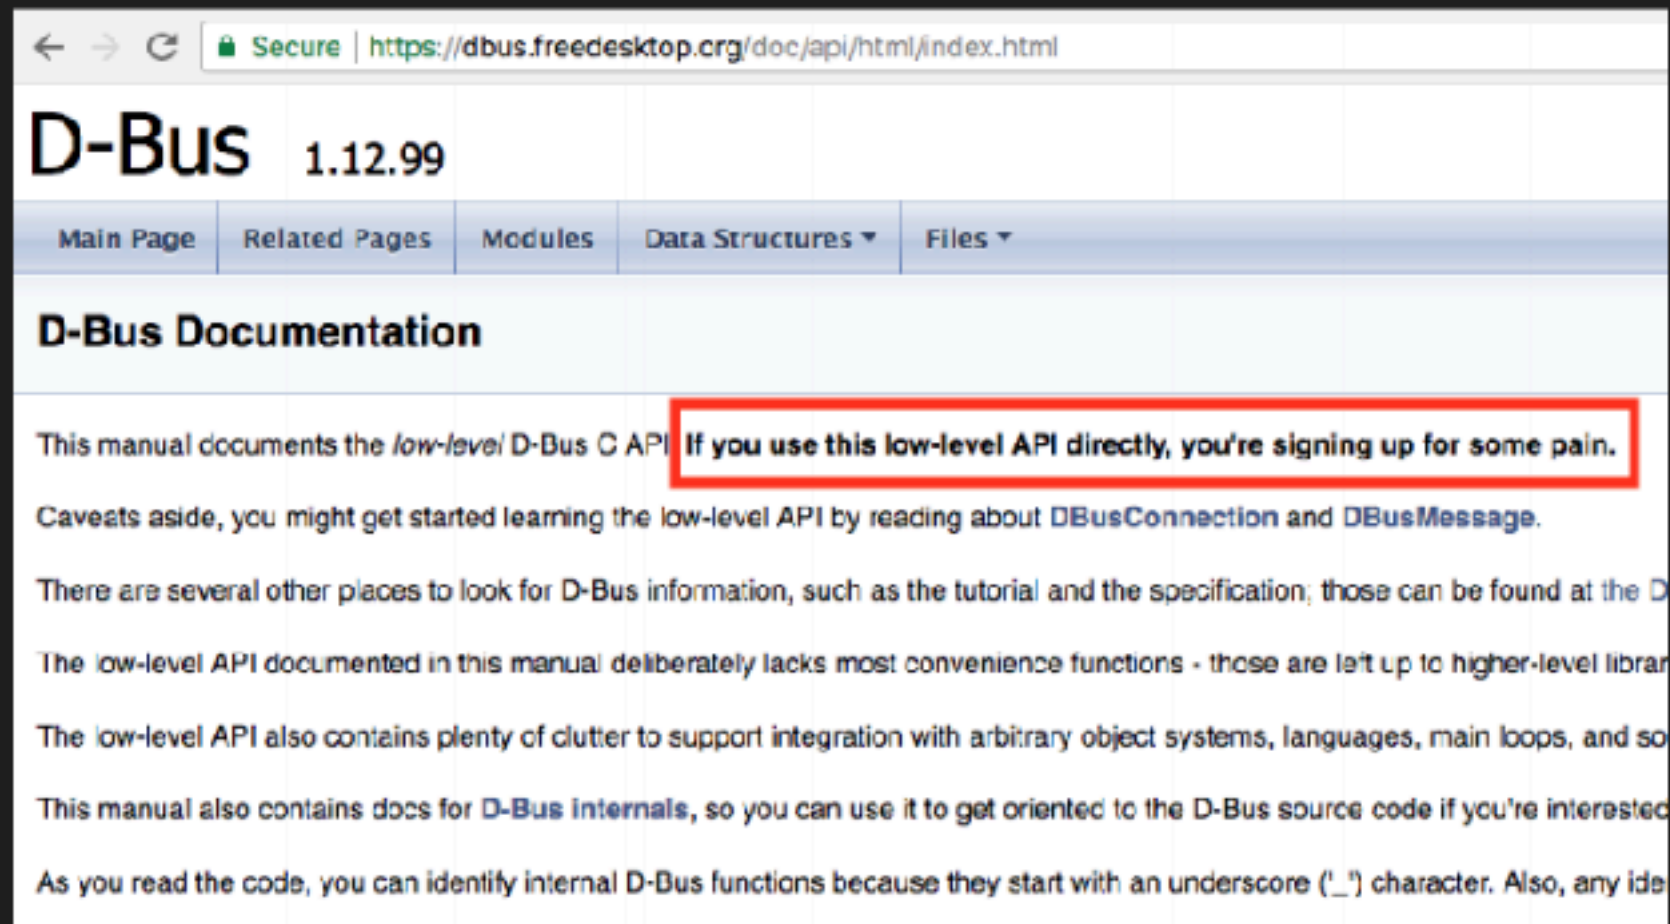 Secure | https://dbus.freedesktop.org/doc/api/html/index.html
D-Bus 1.12.99
Main Page Related Pages Modules Data Structures Files
D-Bus Documentation
This manual documents the low-level D-Bus C API If you use this low-level API directly, you're signing up for some pain.
Caveats aside, you might get started learning the low-level API by reading about DBusConnection and DBusMessage.
There are several other places to look for D-Bus information, such as the tutorial and the specification; those can be found at the D
The low-level API documented in this manual deliberately lacks most convenience functions - those are left up to higher-level librar
The low-level API also contains plenty of clutter to support integration with arbitrary object systems, languages, main loops, and so
This manual also contains docs for D-Bus internals, so you can use it to get oriented to the D-Bus source code if you're interested
As you read the code, you can identify internal D-Bus functions because they start with an underscore ('_') character. Also, any ide